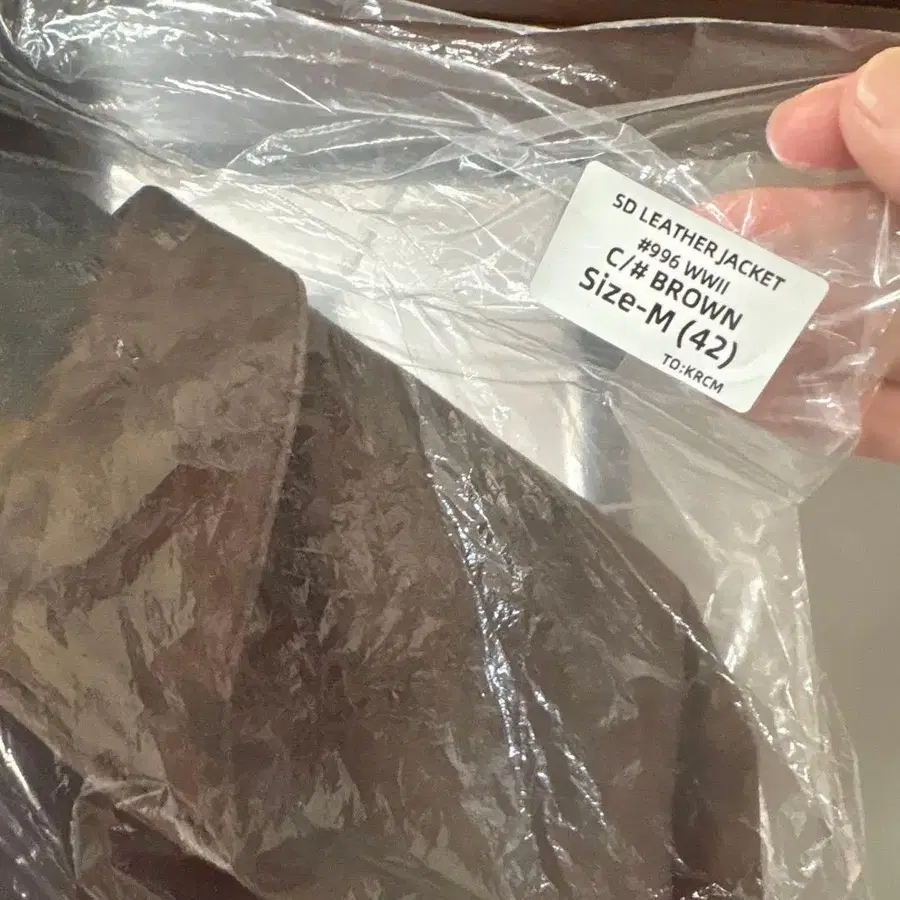 SD LEATHER JACKET
#996 WWII
C/# BROWN
Size-M (42)
TO:KRCM